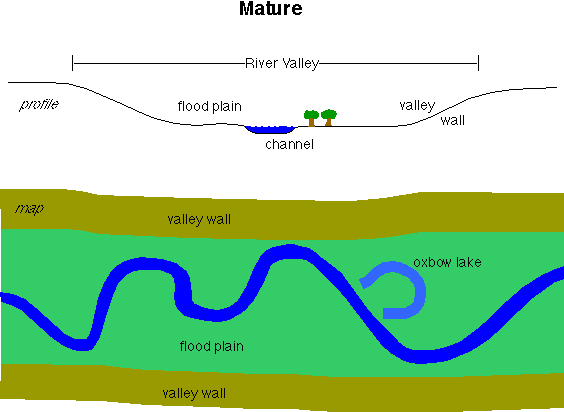 Mature
River Valley
profile
flood plain
valley
wall
channel
map
valley wall
oxbow lake
flood plain
valley wall